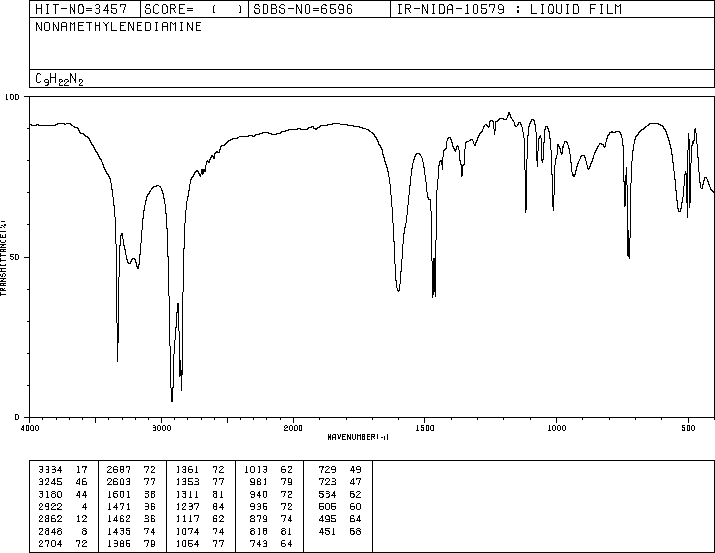 HIT-NO=3457 SCORE= ( ) SDBS-NO=6596 IR-NIDA-10579 : LIQUID FILM
NONAMETHYLENEDIAMINE
C9H22N2
100
TRANSMITTANCE(%)
50
0
4000 3000 2000 1500 1000 500
WAVENUMBER(-1)
3334 17 2687 72 1361 72 1013 62 729 49
3245 46 2603 77 1353 77 981 79 723 47
3180 44 1601 36 1311 81 940 72 534 62
2922 4 1471 36 1237 84 936 72 506 60
2862 12 1462 36 1117 62 879 74 495 64
2848 8 1435 74 1074 74 818 81 451 68
2704 72 1386 79 1054 77 743 64